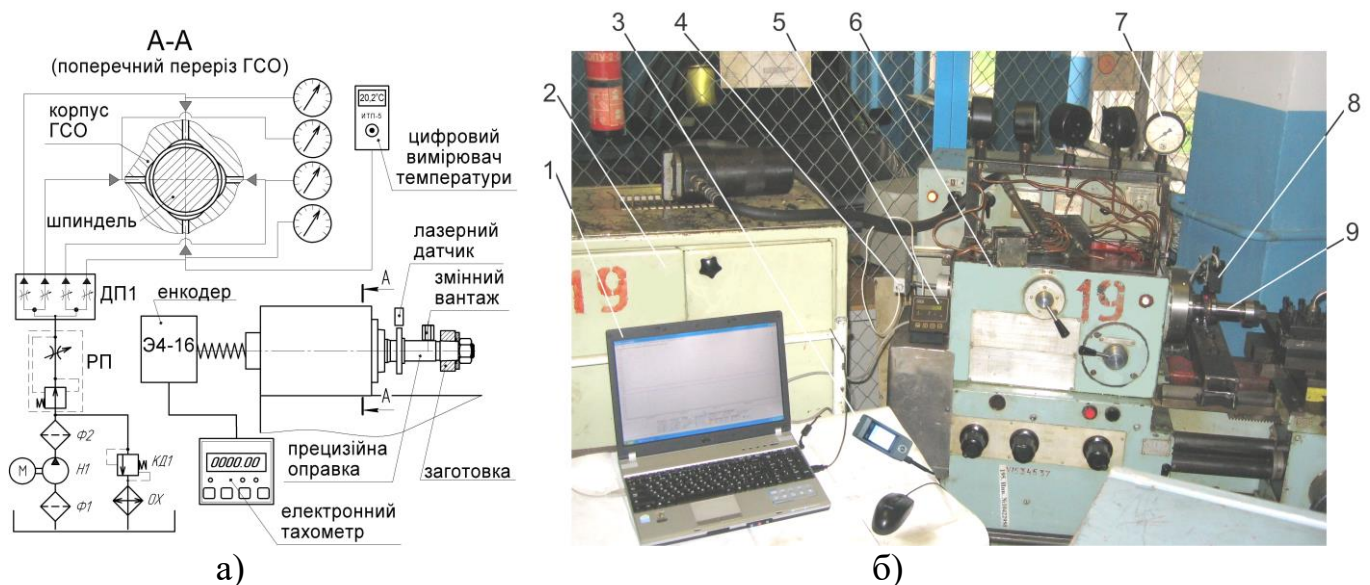 А-А
(поперечний переріз ГСО)
корпус
ГСО
шпиндель
20,2°C
ИТП-5
цифровий
вимірювач
температури
лазерний
датчик
змінний
вантаж
ДП1
енкодер
А
Э4-16
РП
А
Ф2
М
Н1
КД1
Ф1
ОХ
0000.00
прецизійна
оправка
заготовка
електронний
тахометр
а)
3
4
5
6
7
2
8
1
9
19
19
б)